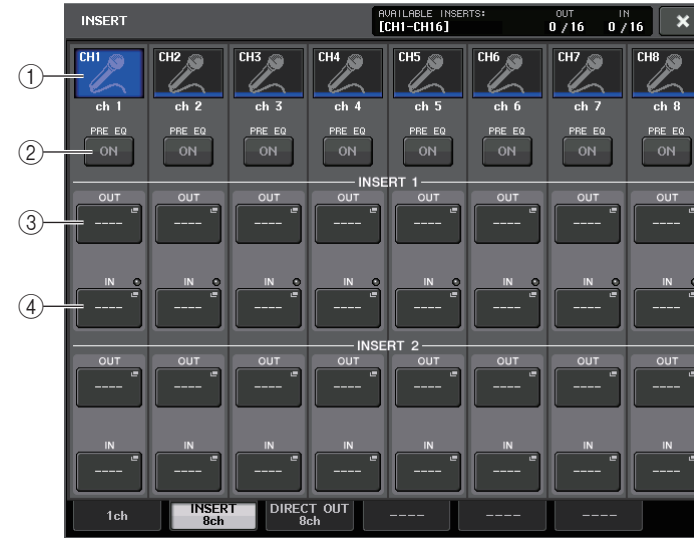 INSERT
AVAILABLE INSERTS: OUT IN
[CH1-CH16] 0/16 0/16
CH1 CH2 CH3 CH4 CH5 CH6 CH7 CH8
1
ch 1 ch 2 ch 3 ch 4 ch 5 ch 6 ch 7 ch 8
PRE EQ PRE EQ PRE EQ PRE EQ PRE EQ PRE EQ PRE EQ PRE EQ
2 ON ON ON ON ON ON ON ON
INSERT 1
OUT OUT OUT OUT OUT OUT OUT OUT
3 ---- ---- ---- ---- ---- ---- ---- ----
IN IN IN IN IN IN IN IN
4 ---- ---- ---- ---- ---- ---- ---- ----
INSERT 2
OUT OUT OUT OUT OUT OUT OUT OUT
---- ---- ---- ---- ---- ---- ---- ----
IN IN IN IN IN IN IN IN
---- ---- ---- ---- ---- ---- ---- ----
1ch INSERT DIRECT OUT ---- ---- ----
8ch 8ch